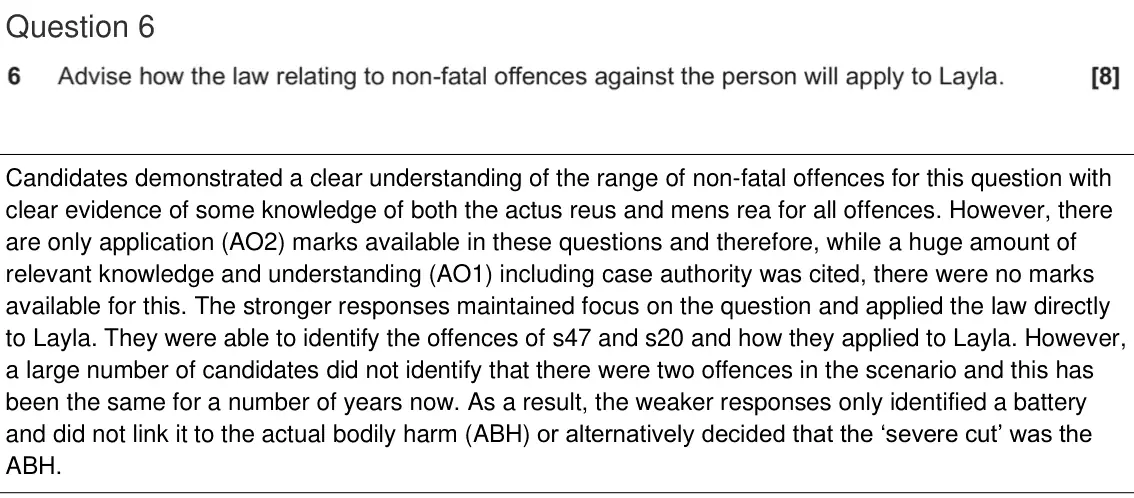 Question 6
6 Advise how the law relating to non-fatal offences against the person will apply to Layla. [8]
Candidates demonstrated a clear understanding of the range of non-fatal offences for this question with
clear evidence of some knowledge of both the actus reus and mens rea for all offences. However, there
are only application (AO2) marks available in these questions and therefore, while a huge amount of
relevant knowledge and understanding (AO1) including case authority was cited, there were no marks
available for this. The stronger responses maintained focus on the question and applied the law directly
to Layla. They were able to identify the offences of s47 and s20 and how they applied to Layla. However,
a large number of candidates did not identify that there were two offences in the scenario and this has
been the same for a number of years now. As a result, the weaker responses only identified a battery
and did not link it to the actual bodily harm (ABH) or alternatively decided that the ‘severe cut’ was the
ABH.